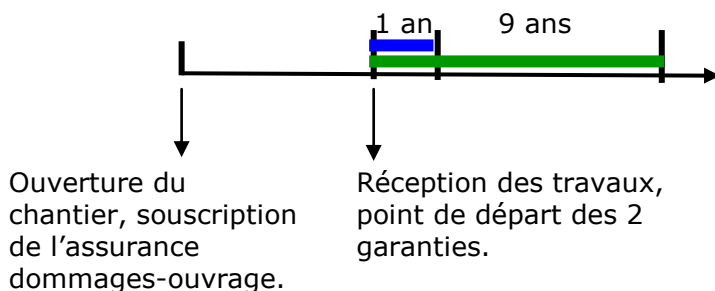 1 an
9 ans
Ouverture du
chantier, souscription
de l’assurance
dommages-ouvrage.
Réception des travaux,
point de départ des 2
garanties.